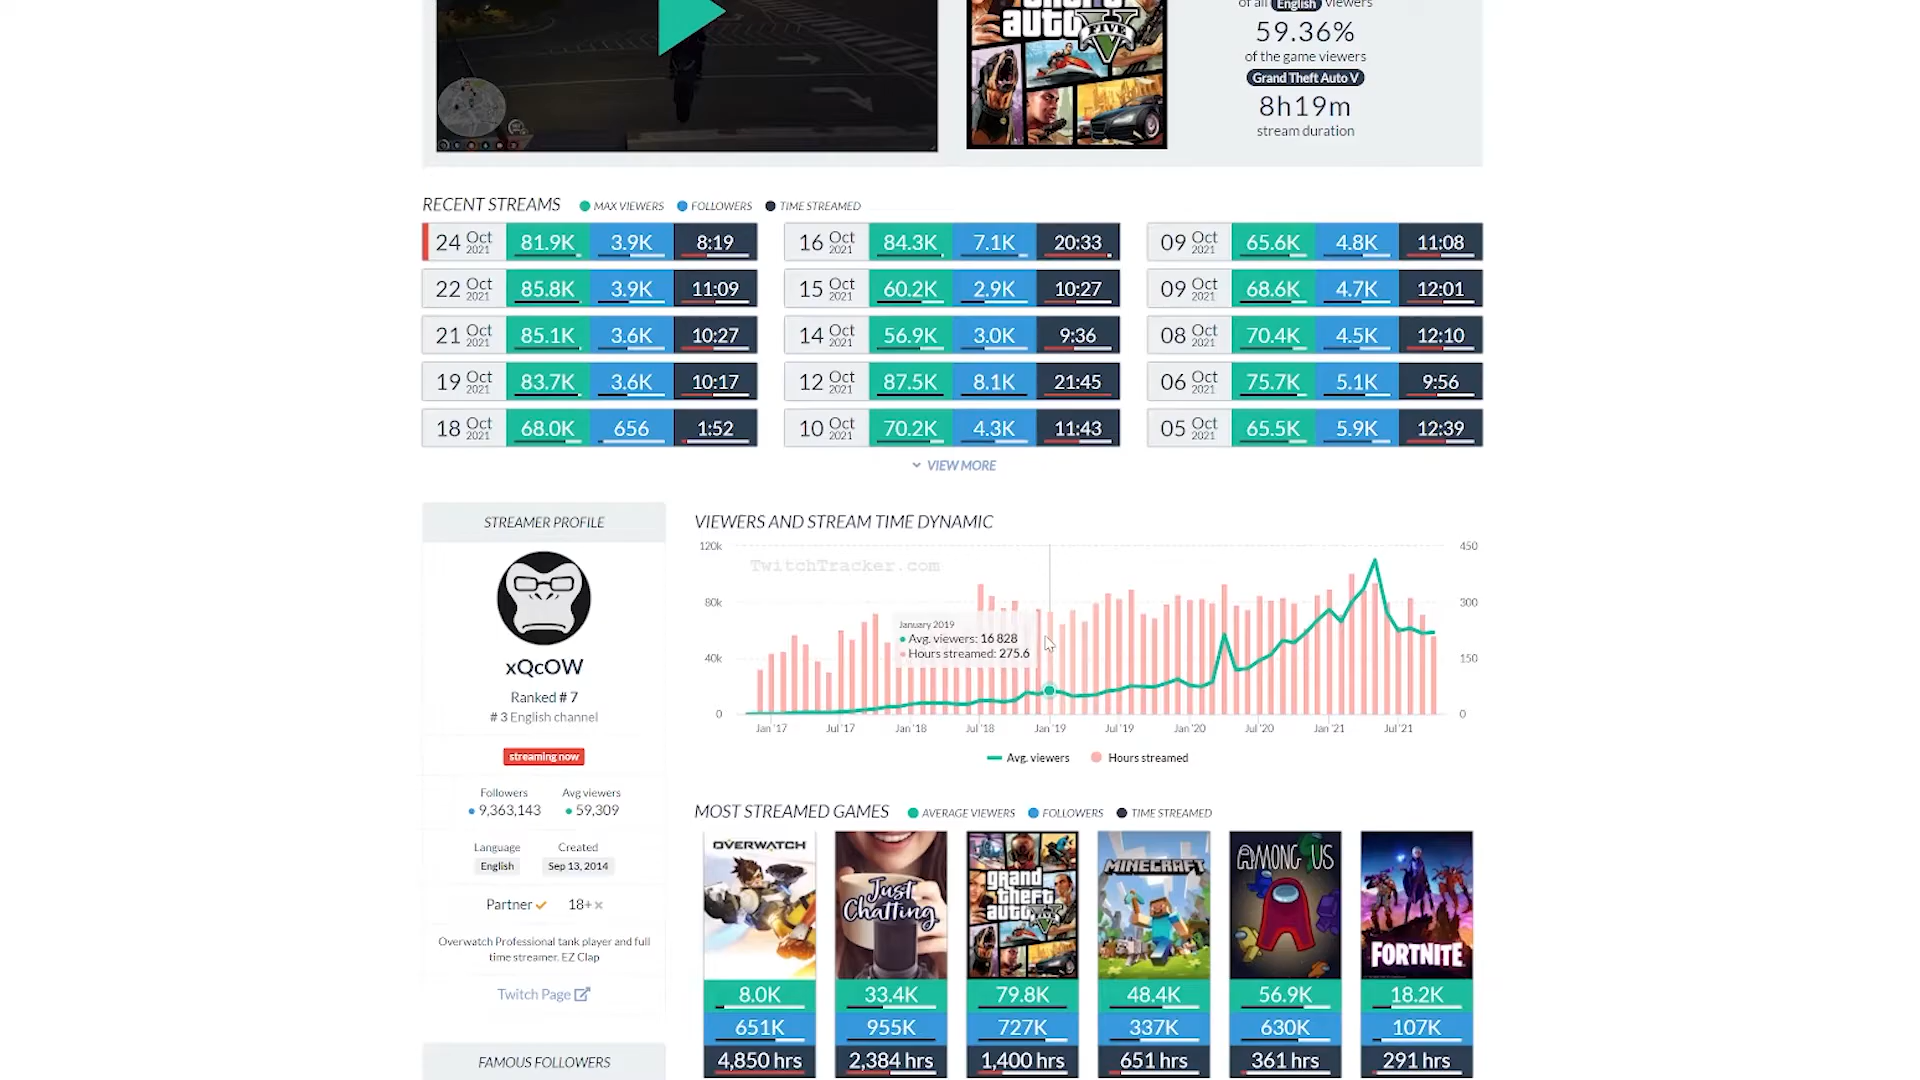 of all English viewers
59.36%
of the game viewers
Grand Theft Auto V
8h19m
stream duration
auto V
FIVE
RECENT STREAMS MAX VIEWERS FOLLOWERS TIME STREAMED
24 Oct 2021 81.9K 3.9K 8:19
22 Oct 2021 85.8K 3.9K 11:09
21 Oct 2021 85.1K 3.6K 10:27
19 Oct 2021 83.7K 3.6K 10:17
18 Oct 2021 68.0K 656 1:52
16 Oct 2021 84.3K 7.1K 20:33
15 Oct 2021 60.2K 2.9K 10:27
14 Oct 2021 56.9K 3.0K 9:36
12 Oct 2021 87.5K 8.1K 21:45
10 Oct 2021 70.2K 4.3K 11:43
09 Oct 2021 65.6K 4.8K 11:08
09 Oct 2021 68.6K 4.7K 12:01
08 Oct 2021 70.4K 4.5K 12:10
06 Oct 2021 75.7K 5.1K 9:56
05 Oct 2021 65.5K 5.9K 12:39
VIEW MORE
STREAMER PROFILE
xQcOW
Ranked # 7
# 3 English channel
streaming now
Followers Avg viewers
9,363,143 59,309
Language Created
English Sep 13, 2014
Partner 18+
Overwatch Professional tank player and full
time streamer. EZ Clap
Twitch Page
FAMOUS FOLLOWERS
VIEWERS AND STREAM TIME DYNAMIC
120k 450
TwitchTracker.com
80k 300
January 2019
Avg. viewers: 16 828
Hours streamed: 275.6
40k 150
0 0
Jan '17 Jul '17 Jan '18 Jul '18 Jan '19 Jul '19 Jan '20 Jul '20 Jan '21 Jul '21
Avg. viewers Hours streamed
MOST STREAMED GAMES AVERAGE VIEWERS FOLLOWERS TIME STREAMED
OVERWATCH
Just
Chatting
grand
theft
auto V
MINECRAFT
AMONG US
FORTNITE
8.0K 33.4K 79.8K 48.4K 56.9K 18.2K
651K 955K 727K 337K 630K 107K
4,850 hrs 2,384 hrs 1,400 hrs 651 hrs 361 hrs 291 hrs